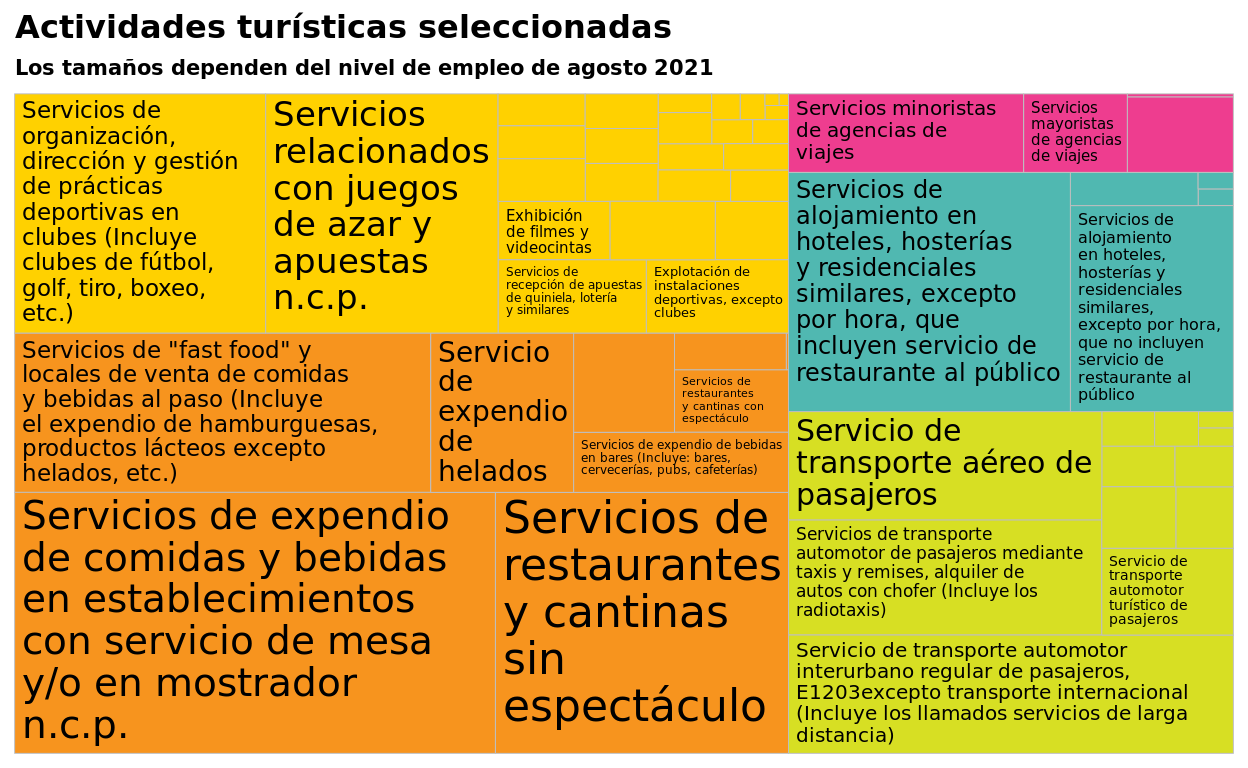 Actividades turísticas seleccionadas
Los tamaños dependen del nivel de empleo de agosto 2021
Servicios de
organización,
dirección y gestión
de prácticas
deportivas en
clubes (Incluye
clubes de fútbol,
golf, tiro, boxeo,
etc.)
Servicios
relacionados
con juegos
de azar y
apuestas
n.c.p.
Exhibición
de filmes y
videocintas
Servicios de
recepción de apuestas
de quiniela, lotería
y similares
Explotación de
instalaciones
deportivas, excepto
clubes
Servicios de "fast food" y
locales de venta de comidas
y bebidas al paso (Incluye
el expendio de hamburguesas,
productos lácteos excepto
helados, etc.)
Servicio
de
expendio
de
helados
Servicios de
restaurantes
y cantinas con
espectáculo
Servicios de expendio de bebidas
en bares (Incluye: bares,
cervecerías, pubs, cafeterías)
Servicios de expendio
de comidas y bebidas
en establecimientos
con servicio de mesa
y/o en mostrador
n.c.p.
Servicios de
restaurantes
y cantinas
sin
espectáculo
Servicios minoristas
de agencias de
viajes
Servicios
mayoristas
de agencias
de viajes
Servicios de
alojamiento en
hoteles, hosterías
y residenciales
similares, excepto
por hora, que
incluyen servicio de
restaurante al público
Servicios de
alojamiento
en hoteles,
hosterías y
residenciales
similares,
excepto por hora,
que no incluyen
servicio de
restaurante al
público
Servicio de
transporte aéreo de
pasajeros
Servicios de transporte
automotor de pasajeros mediante
taxis y remises, alquiler de
autos con chofer (Incluye los
radiotaxis)
Servicio de
transporte
automotor
turístico de
pasajeros
Servicio de transporte automotor
interurbano regular de pasajeros,
E1203excepto transporte internacional
(Incluye los llamados servicios de larga
distancia)